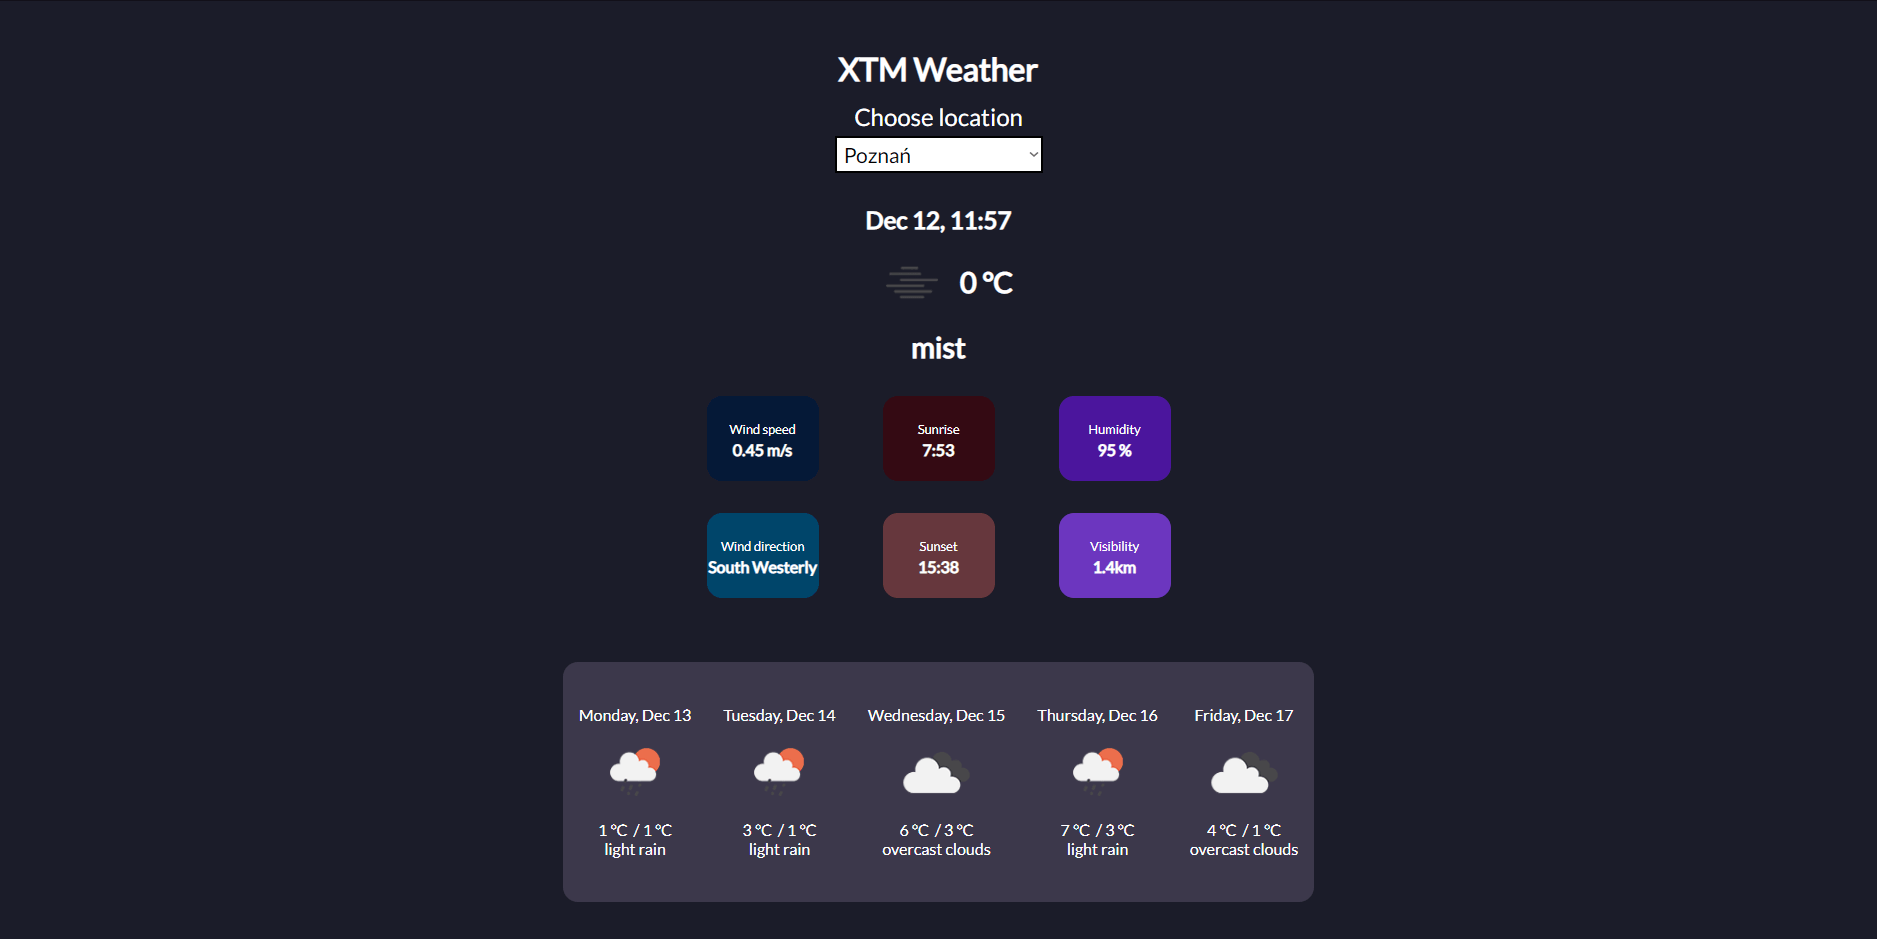 XTM Weather
Choose location
Poznań
Dec 12, 11:57
0 °C
mist
Wind speed
0.45 m/s
Sunrise
7:53
Humidity
95 %
Wind direction
South Westerly
Sunset
15:38
Visibility
1.4km
Monday, Dec 13
1 °C / 1 °C
light rain
Tuesday, Dec 14
3 °C / 1 °C
light rain
Wednesday, Dec 15
6 °C / 3 °C
overcast clouds
Thursday, Dec 16
7 °C / 3 °C
light rain
Friday, Dec 17
4 °C / 1 °C
overcast clouds